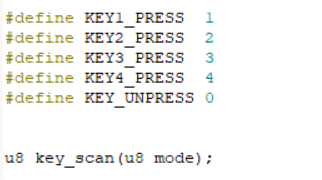 #define KEY1_PRESS  1
#define KEY2_PRESS  2
#define KEY3_PRESS  3
#define KEY4_PRESS  4
#define KEY_UNPRESS 0
u8 key_scan(u8 mode);